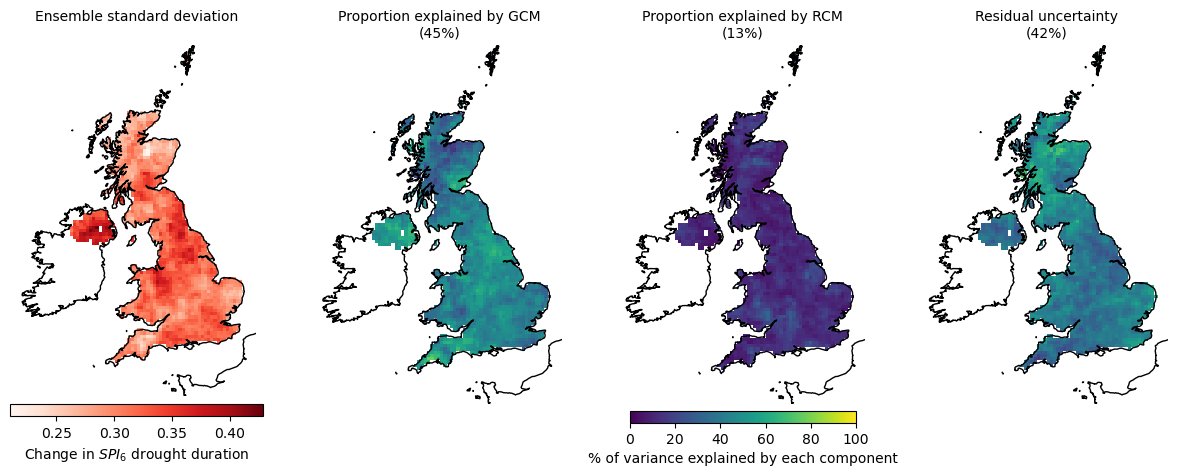 Ensemble standard deviation
Proportion explained by GCM
(45%)
Proportion explained by RCM
(13%)
Residual uncertainty
(42%)
0.25 0.30 0.35 0.40
Change in SPI₆ drought duration
0 20 40 60 80 100
% of variance explained by each component